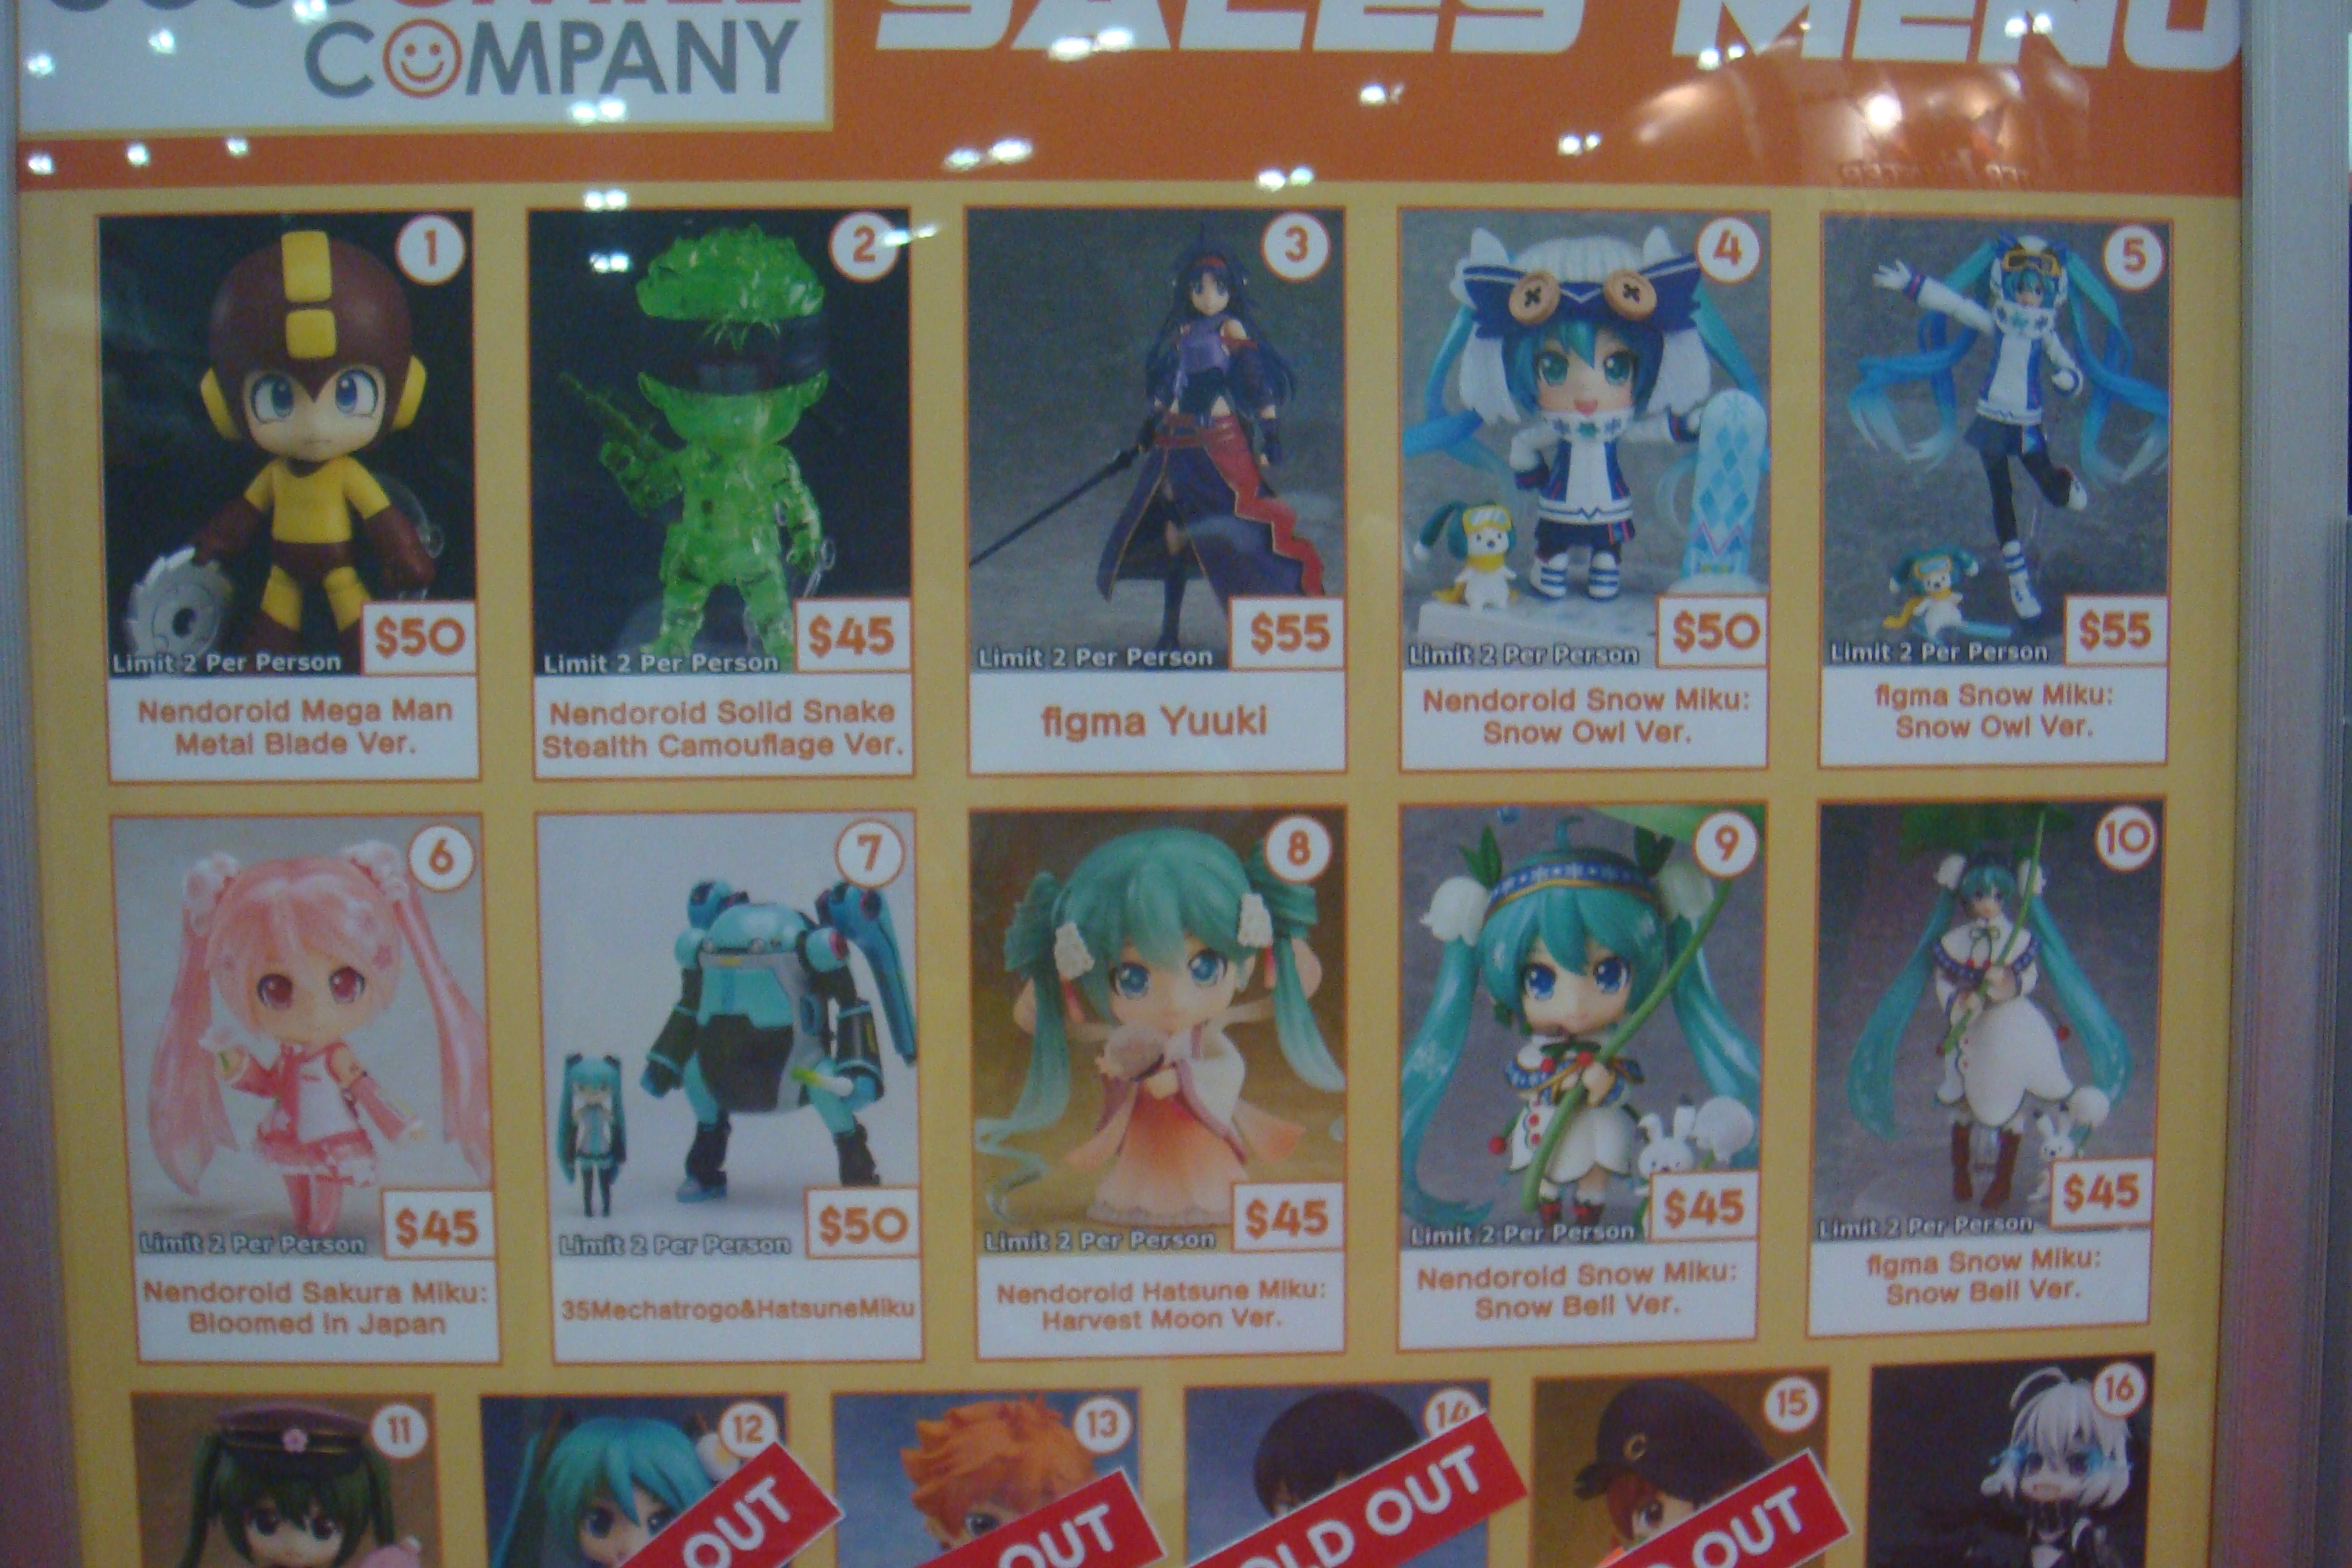 COMPANY
SALES MENU
1
2
3
4
5
Limit 2 Per Person
$50
Limit 2 Per Person
$45
Limit 2 Per Person
$55
Limit 2 Per Person
$50
Limit 2 Per Person
$55
Nendoroid Mega Man
Metal Blade Ver.
Nendoroid Solid Snake
Stealth Camouflage Ver.
figma Yuuki
Nendoroid Snow Miku:
Snow Owl Ver.
figma Snow Miku:
Snow Owl Ver.
6
7
8
9
10
Limit 2 Per Person
$45
Limit 2 Per Person
$50
Limit 2 Per Person
$45
Limit 2 Per Person
$45
Limit 2 Per Person
$45
Nendoroid Sakura Miku:
Bloomed in Japan
35Mechatrogo&HatsuneMiku
Nendoroid Hatsune Miku:
Harvest Moon Ver.
Nendoroid Snow Miku:
Snow Bell Ver.
figma Snow Miku:
Snow Bell Ver.
11
12
13
14
15
16
C
OUT
OUT
OLD OUT
D OUT